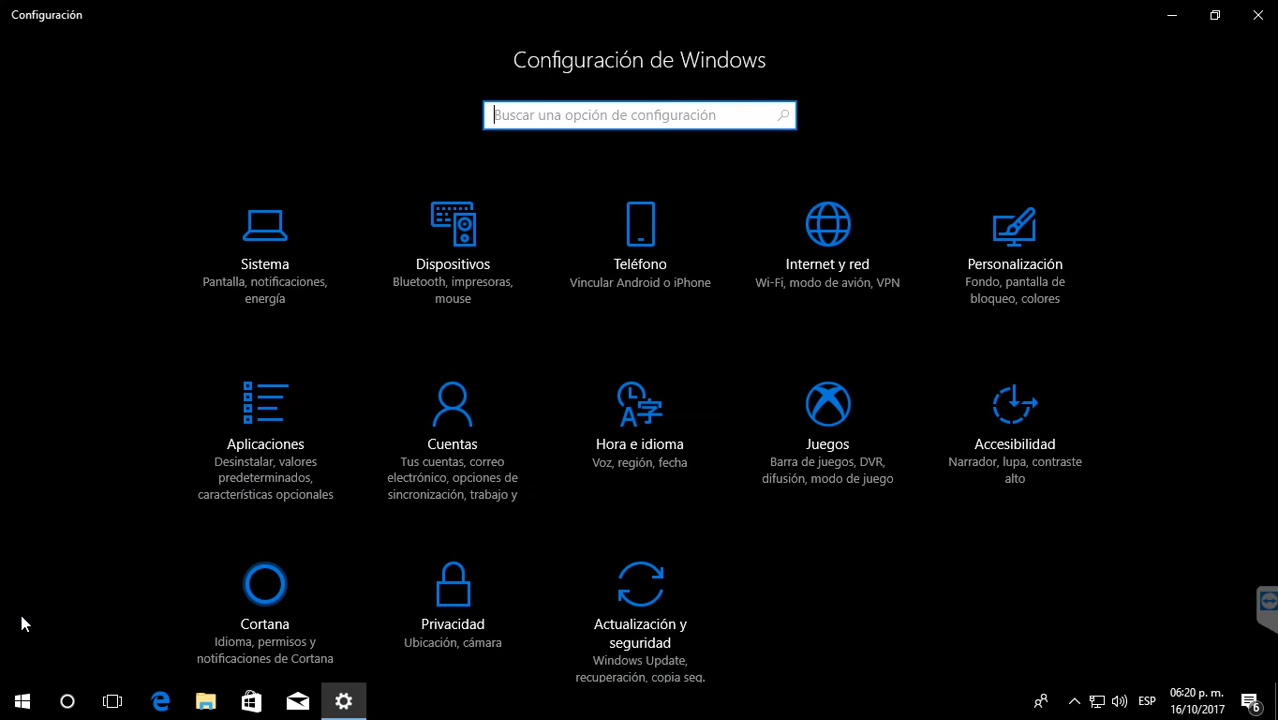 Configuración
Configuración de Windows
Buscar una opción de configuración
Sistema
Pantalla, notificaciones,
energía
Dispositivos
Bluetooth, impresoras,
mouse
Teléfono
Vincular Android o iPhone
Internet y red
Wi-Fi, modo de avión, VPN
Personalización
Fondo, pantalla de
bloqueo, colores
Aplicaciones
Desinstalar, valores
predeterminados,
características opcionales
Cuentas
Tus cuentas, correo
electrónico, opciones de
sincronización, trabajo y
Hora e idioma
Voz, región, fecha
Juegos
Barra de juegos, DVR,
difusión, modo de juego
Accesibilidad
Narrador, lupa, contraste
alto
Cortana
Idioma, permisos y
notificaciones de Cortana
Privacidad
Ubicación, cámara
Actualización y
seguridad
Windows Update,
recuperación, copia seg.
ESP
06:20 p. m.
16/10/2017
6